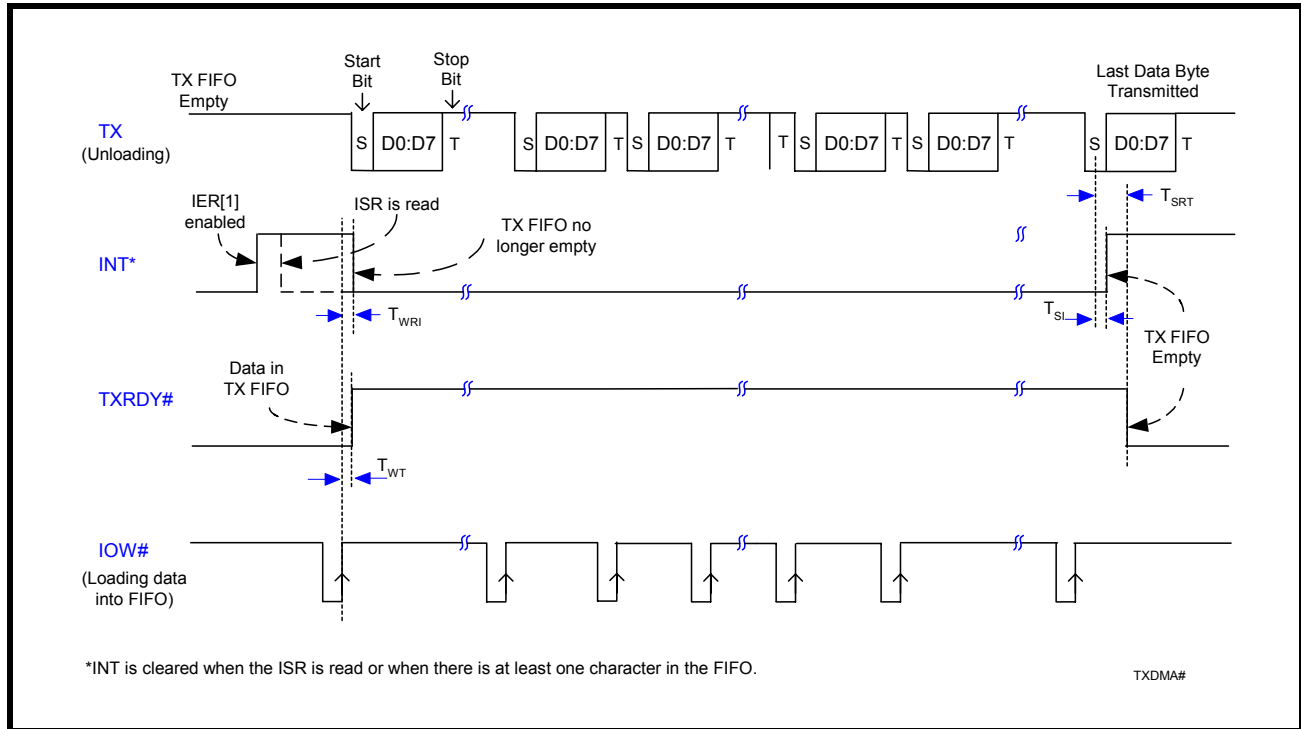 TX FIFO
Empty
Start
Bit
Stop
Bit
Last Data Byte
Transmitted
TX
(Unloading)
S D0:D7 T S D0:D7 T S D0:D7 T T S D0:D7 T S D0:D7 T S D0:D7 T
TSRT
IER[1]
enabled
ISR is read
TX FIFO no
longer empty
INT*
TWRI
TSI
TX FIFO
Empty
Data in
TX FIFO
TXRDY#
TWT
IOW#
(Loading data
into FIFO)
*INT is cleared when the ISR is read or when there is at least one character in the FIFO.
TXDMA#